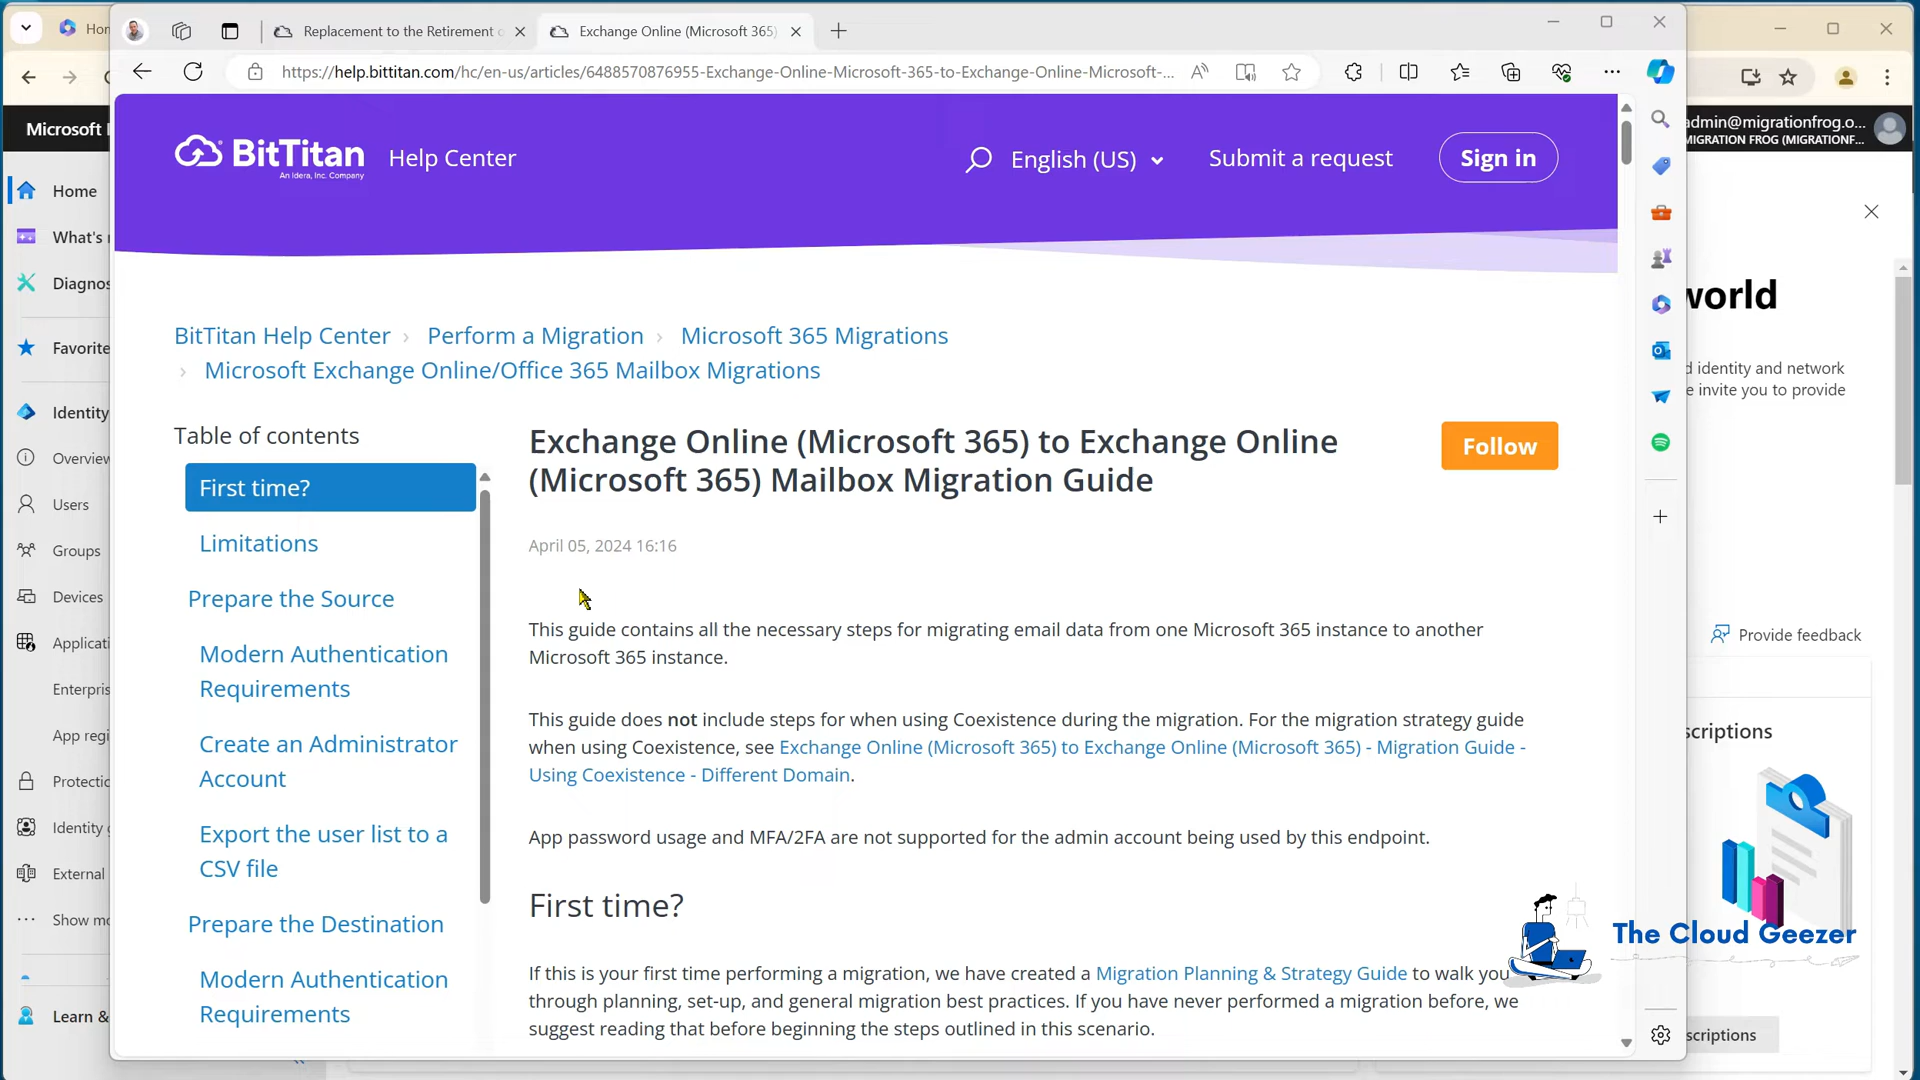 Hom
Replacement to the Retirement o
Exchange Online (Microsoft 365)
https://help.bittitan.com/hc/en-us/articles/6488570876955-Exchange-Online-Microsoft-365-to-Exchange-Online-Microsoft-...
Microsoft
admin@migrationfrog.o...
MIGRATION FROG (MIGRATIONF...
BitTitan
An Idera, Inc. Company
Help Center
English (US)
Submit a request
Sign in
Home
What's
Diagnos
Favorite
Identity
Overview
Users
Groups
Devices
Applicati
Enterpris
App regi
Protectio
Identity g
External
Show mo
Learn &
BitTitan Help Center › Perform a Migration › Microsoft 365 Migrations
› Microsoft Exchange Online/Office 365 Mailbox Migrations
Table of contents
First time?
Limitations
Prepare the Source
Modern Authentication
Requirements
Create an Administrator
Account
Export the user list to a
CSV file
Prepare the Destination
Modern Authentication
Requirements
Exchange Online (Microsoft 365) to Exchange Online
(Microsoft 365) Mailbox Migration Guide
Follow
April 05, 2024 16:16
This guide contains all the necessary steps for migrating email data from one Microsoft 365 instance to another
Microsoft 365 instance.
This guide does not include steps for when using Coexistence during the migration. For the migration strategy guide
when using Coexistence, see Exchange Online (Microsoft 365) to Exchange Online (Microsoft 365) - Migration Guide -
Using Coexistence - Different Domain.
App password usage and MFA/2FA are not supported for the admin account being used by this endpoint.
First time?
If this is your first time performing a migration, we have created a Migration Planning & Strategy Guide to walk you
through planning, set-up, and general migration best practices. If you have never performed a migration before, we
suggest reading that before beginning the steps outlined in this scenario.
world
d identity and network
e invite you to provide
Provide feedback
scriptions
The Cloud Geezer
scriptions